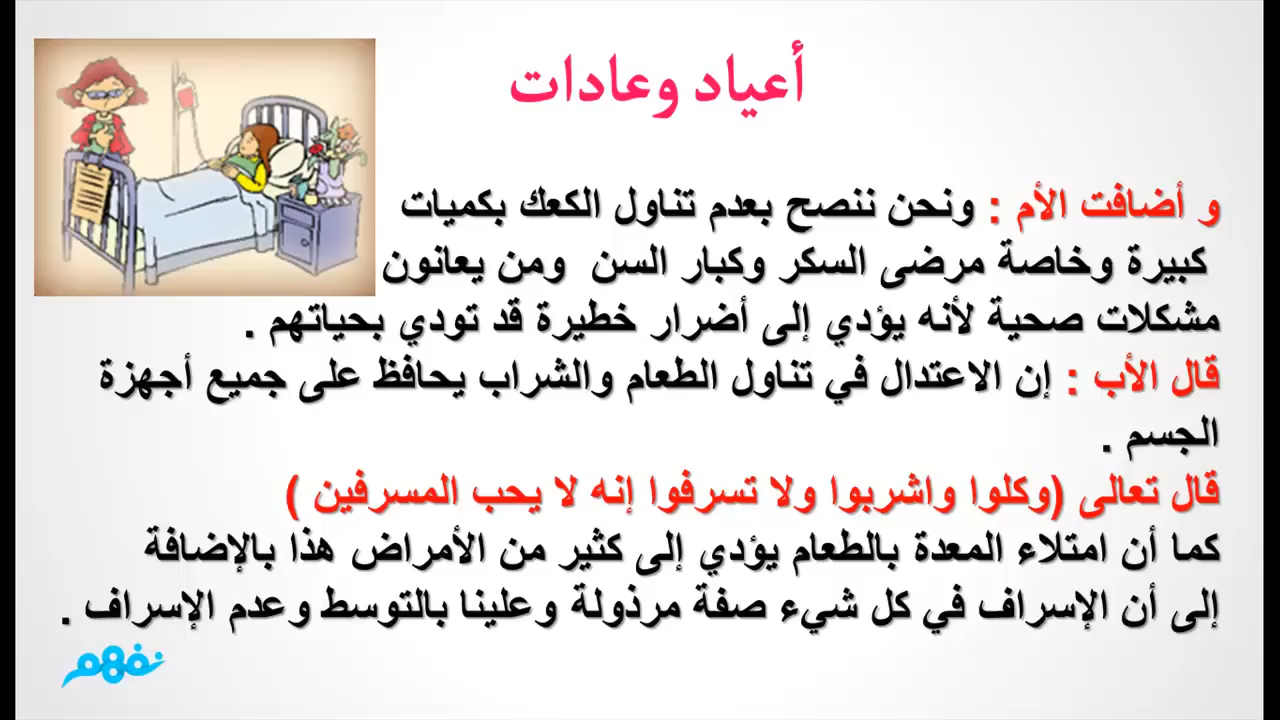 أعياد وعادات
و أضافت الأم : ونحن ننصح بعدم تناول الكعك بكميات
كبيرة وخاصة مرضى السكر وكبار السن ومن يعانون
مشكلات صحية لأنه يؤدي إلى أضرار خطيرة قد تودي بحياتهم .
قال الأب : إن الاعتدال في تناول الطعام والشراب يحافظ على جميع أجهزة
الجسم .
قال تعالى (وكلوا واشربوا ولا تسرفوا إنه لا يحب المسرفين )
كما أن امتلاء المعدة بالطعام يؤدي إلى كثير من الأمراض هذا بالإضافة
إلى أن الإسراف في كل شيء صفة مرذولة وعلينا بالتوسط وعدم الإسراف .
نفهم